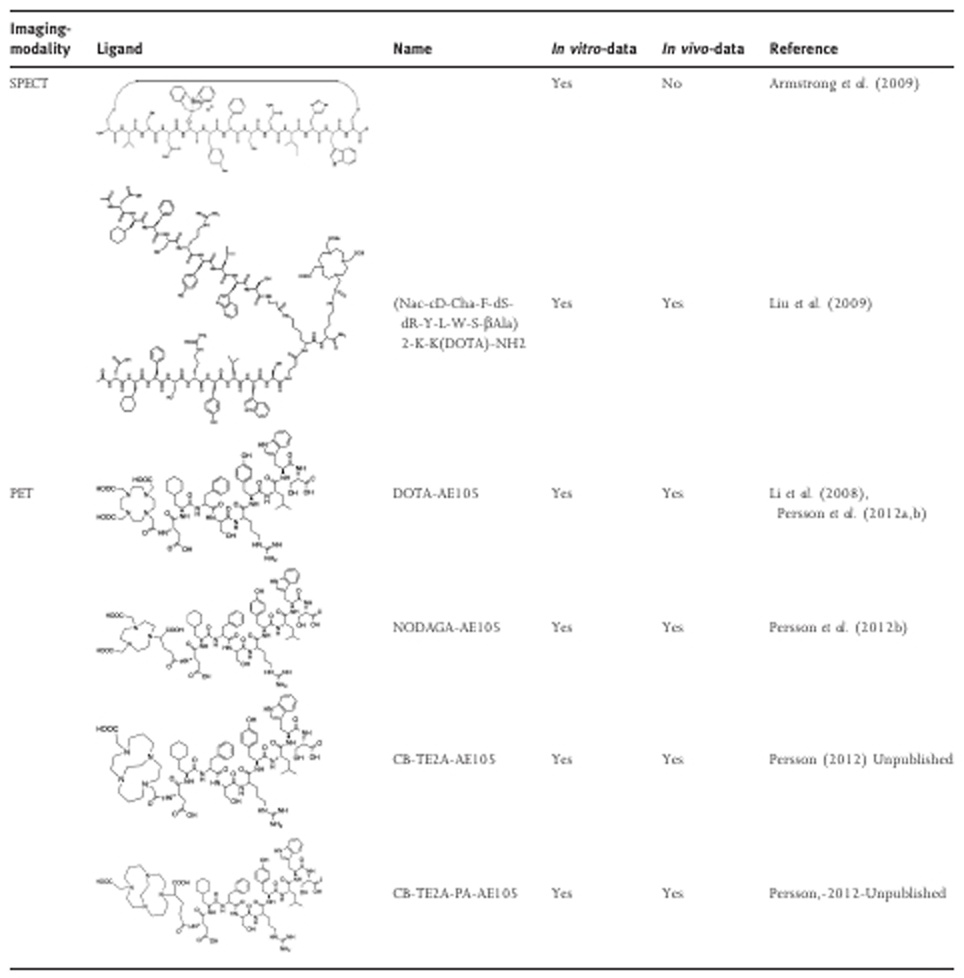 Imaging-
modality Ligand Name In vitro-data In vivo-data Reference
SPECT Yes No Armstrong et al. (2009)
(Nac-cD-Cha-F-dS- Yes Yes Liu et al. (2009)
dR-Y-L-W-S-βAla)
2-K-K(DOTA)-NH2
PET DOTA-AE105 Yes Yes Li et al. (2008),
Persson et al. (2012a,b)
NODAGA-AE105 Yes Yes Persson et al. (2012b)
CB-TE2A-AE105 Yes Yes Persson (2012) Unpublished
CB-TE2A-PA-AE105 Yes Yes Persson,-2012-Unpublished